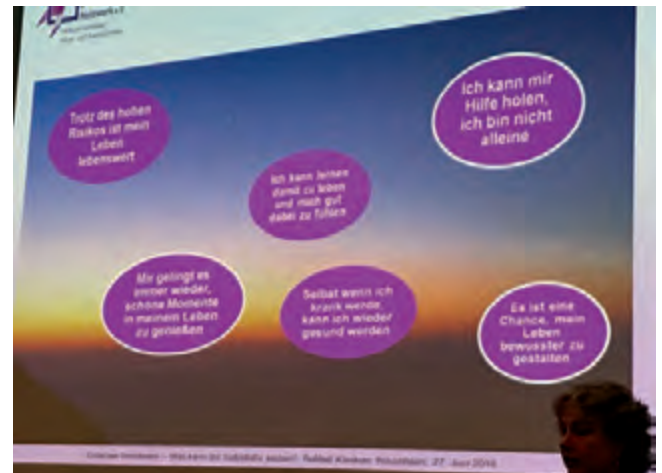 Netzwerk e.V.
Trotz des hohen
Risikos ist mein
Leben
lebenswert
Ich kann mir
Hilfe holen,
ich bin nicht
alleine
Ich kann lernen
damit zu leben
und mich gut
dabei zu fühlen
Mir gelingt es
immer wieder,
schöne Momente
in meinem Leben
zu genießen
Selbst wenn ich
krank werde,
kann ich wieder
gesund werden
Es ist eine
Chance, mein
Leben
bewusster zu
gestalten